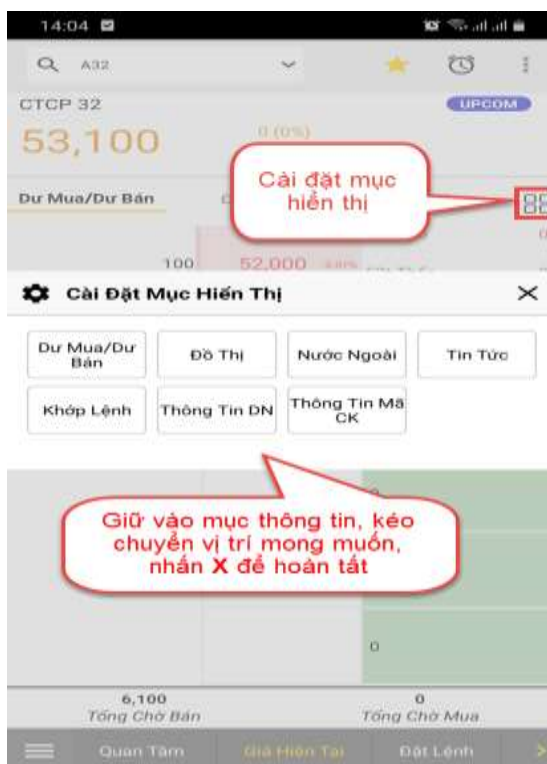 14:04
A32
CTCP 32
UPCOM
53,100
0 (0%)
Cài đặt mục
hiển thị
Dư Mua/Dư Bán
100
52,000
Cài Đặt Mục Hiển Thị
Dư Mua/Dư
Bán
Đồ Thị
Nước Ngoài
Tin Tức
Khớp Lệnh
Thông Tin DN
Thông Tin Mã
CK
Giữ vào mục thông tin, kéo
chuyển vị trí mong muốn,
nhấn X để hoàn tất
0
6,100
0
Tổng Chờ Bán
Tổng Chờ Mua
Quan Tâm
Giá Hiện Tại
Đặt Lệnh